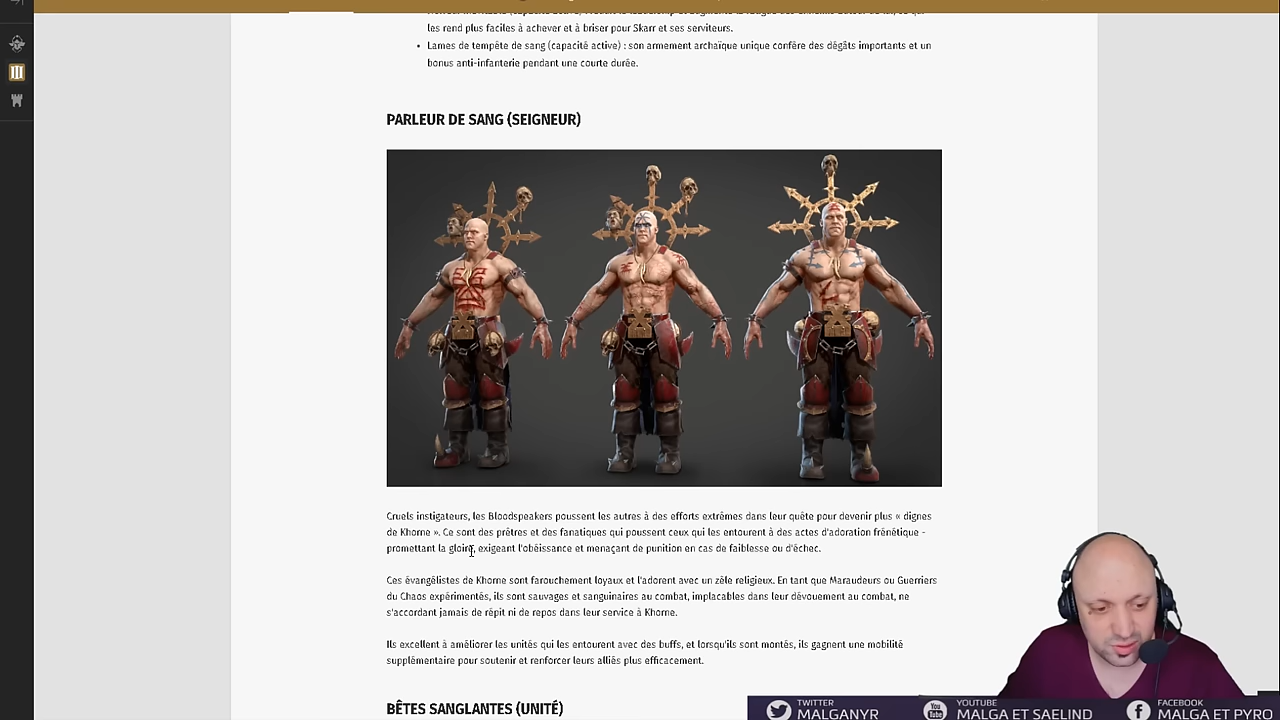 les rend plus faciles à achever et à briser pour Skarr et ses serviteurs.
• Lames de tempête de sang (capacité active) : son armement archaïque unique confère des dégâts importants et un
bonus anti-infanterie pendant une courte durée.
PARLEUR DE SANG (SEIGNEUR)
Cruels instigateurs, les Bloodspeakers poussent les autres à des efforts extrêmes dans leur quête pour devenir plus « dignes
de Khorne ». Ce sont des prêtres et des fanatiques qui poussent ceux qui les entourent à des actes d'adoration frénétique -
promettant la gloire, exigeant l'obéissance et menaçant de punition en cas de faiblesse ou d'échec.
Ces évangélistes de Khorne sont farouchement loyaux et l'adorent avec un zèle religieux. En tant que Maraudeurs ou Guerriers
du Chaos expérimentés, ils sont sauvages et sanguinaires au combat, implacables dans leur dévouement au combat, ne
s'accordant jamais de répit ni de repos dans leur service à Khorne.
Ils excellent à améliorer les unités qui les entourent avec des buffs, et lorsqu'ils sont montés, ils gagnent une mobilité
supplémentaire pour soutenir et renforcer leurs alliés plus efficacement.
BÊTES SANGLANTES (UNITÉ)
TWITTER
MALGANYR
You Tube
YOUTUBE
MALGA ET SAELIND
FACEBOOK
MALGA ET PYRO